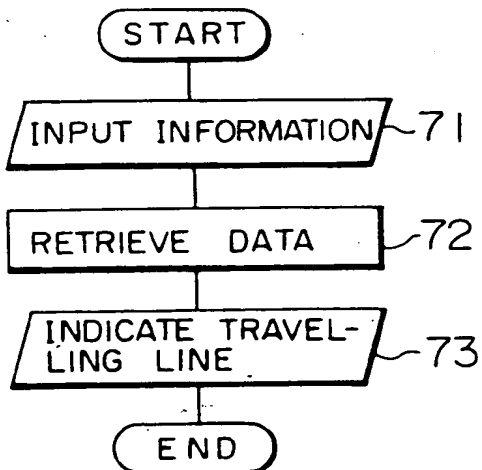 START
INPUT INFORMATION 71
RETRIEVE DATA 72
INDICATE TRAVEL-
LING LINE 73
END